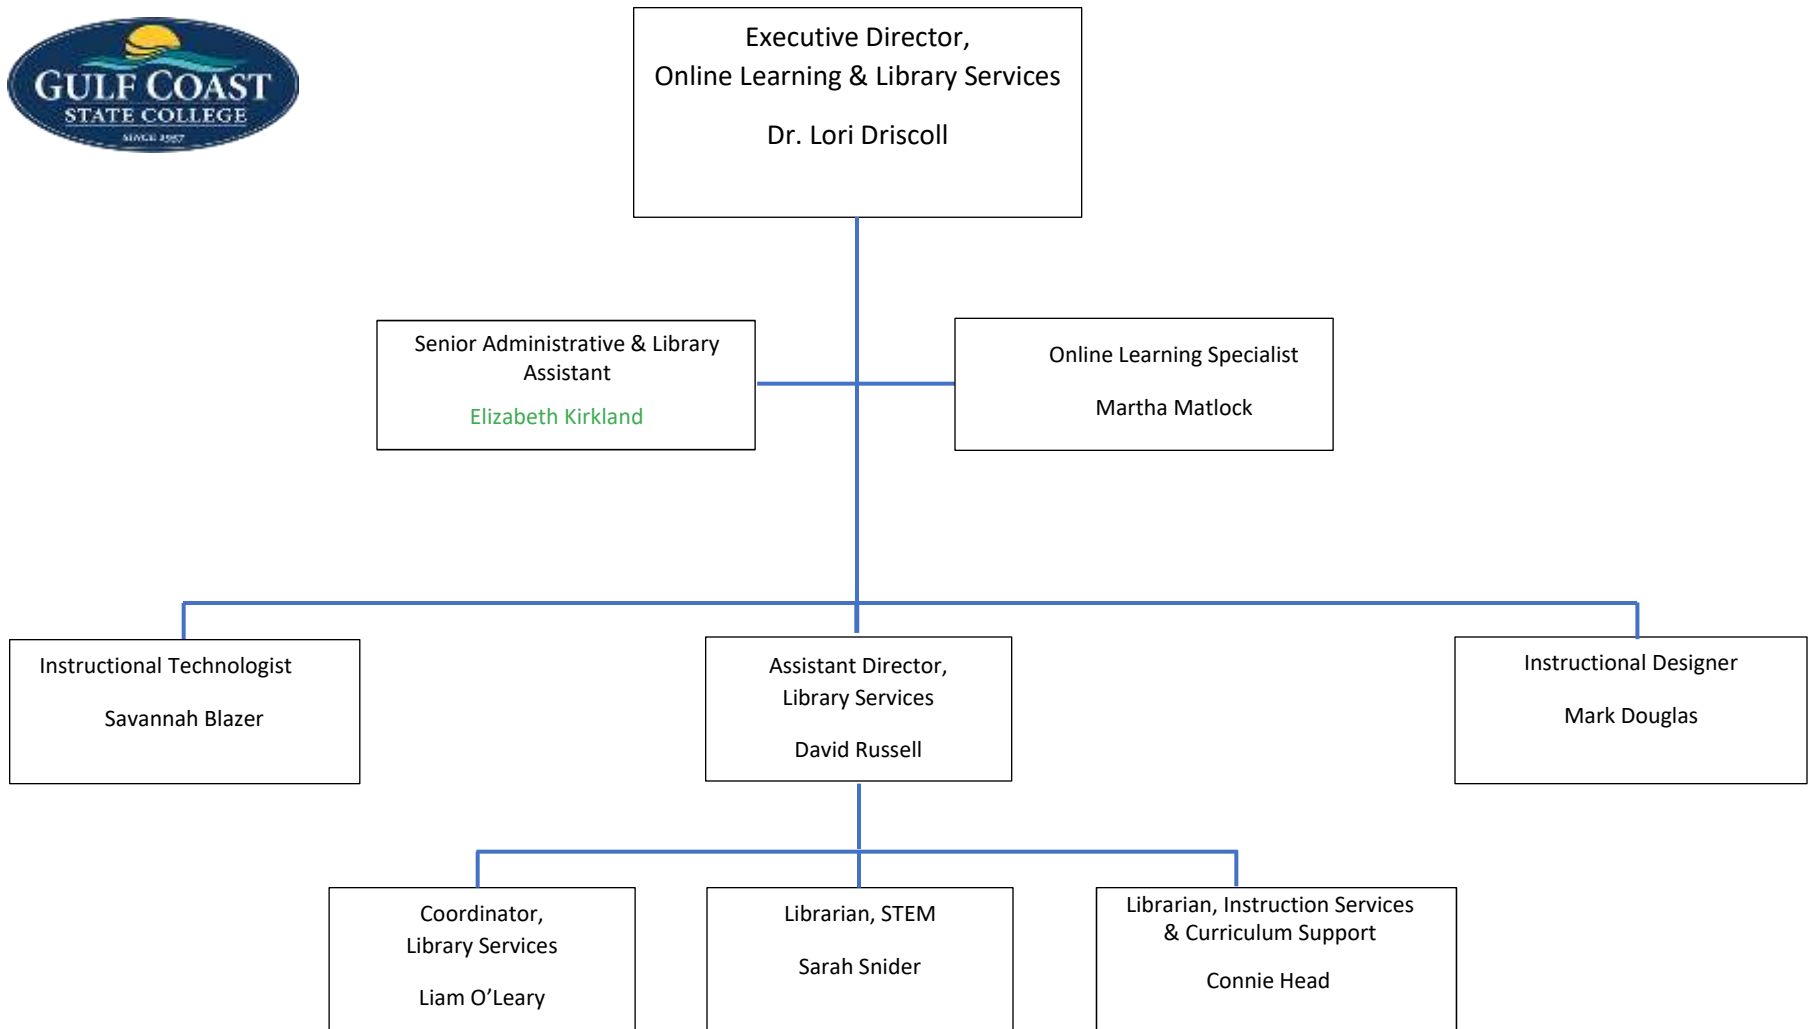 GULF COAST
STATE COLLEGE
SINCE 1957
Executive Director,
Online Learning & Library Services
Dr. Lori Driscoll
Senior Administrative & Library
Assistant
Elizabeth Kirkland
Online Learning Specialist
Martha Matlock
Instructional Technologist
Savannah Blazer
Assistant Director,
Library Services
David Russell
Instructional Designer
Mark Douglas
Coordinator,
Library Services
Liam O’Leary
Librarian, STEM
Sarah Snider
Librarian, Instruction Services
& Curriculum Support
Connie Head